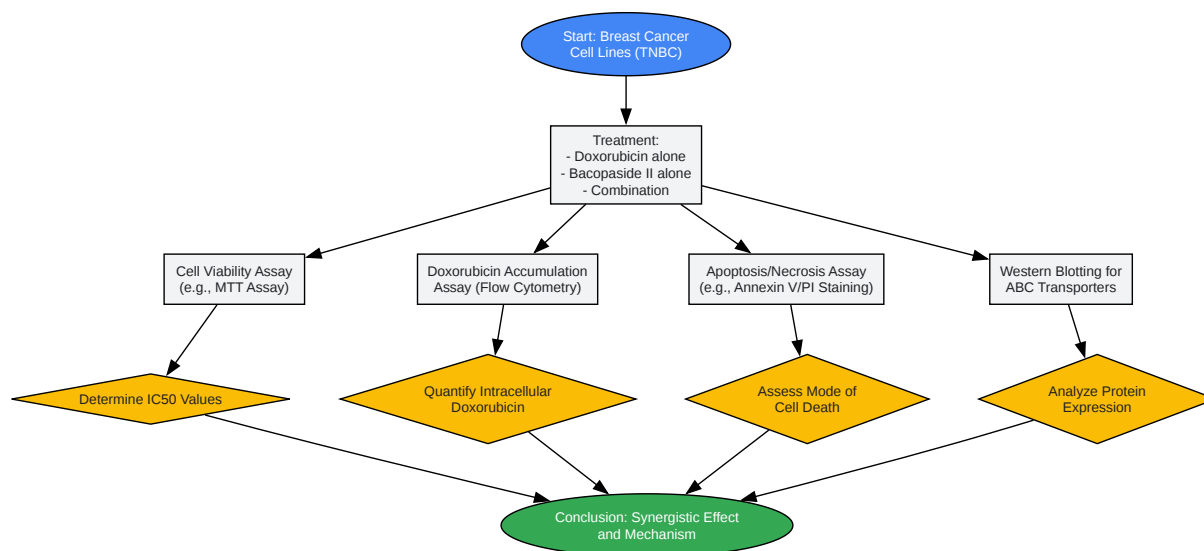 Start: Breast Cancer
Cell Lines (TNBC)
Treatment:
- Doxorubicin alone
- Bacopaside II alone
- Combination
Cell Viability Assay
(e.g., MTT Assay)
Doxorubicin Accumulation
Assay (Flow Cytometry)
Apoptosis/Necrosis Assay
(e.g., Annexin V/PI Staining)
Western Blotting for
ABC Transporters
Determine IC50 Values
Quantify Intracellular
Doxorubicin
Assess Mode of
Cell Death
Analyze Protein
Expression
Conclusion: Synergistic Effect
and Mechanism